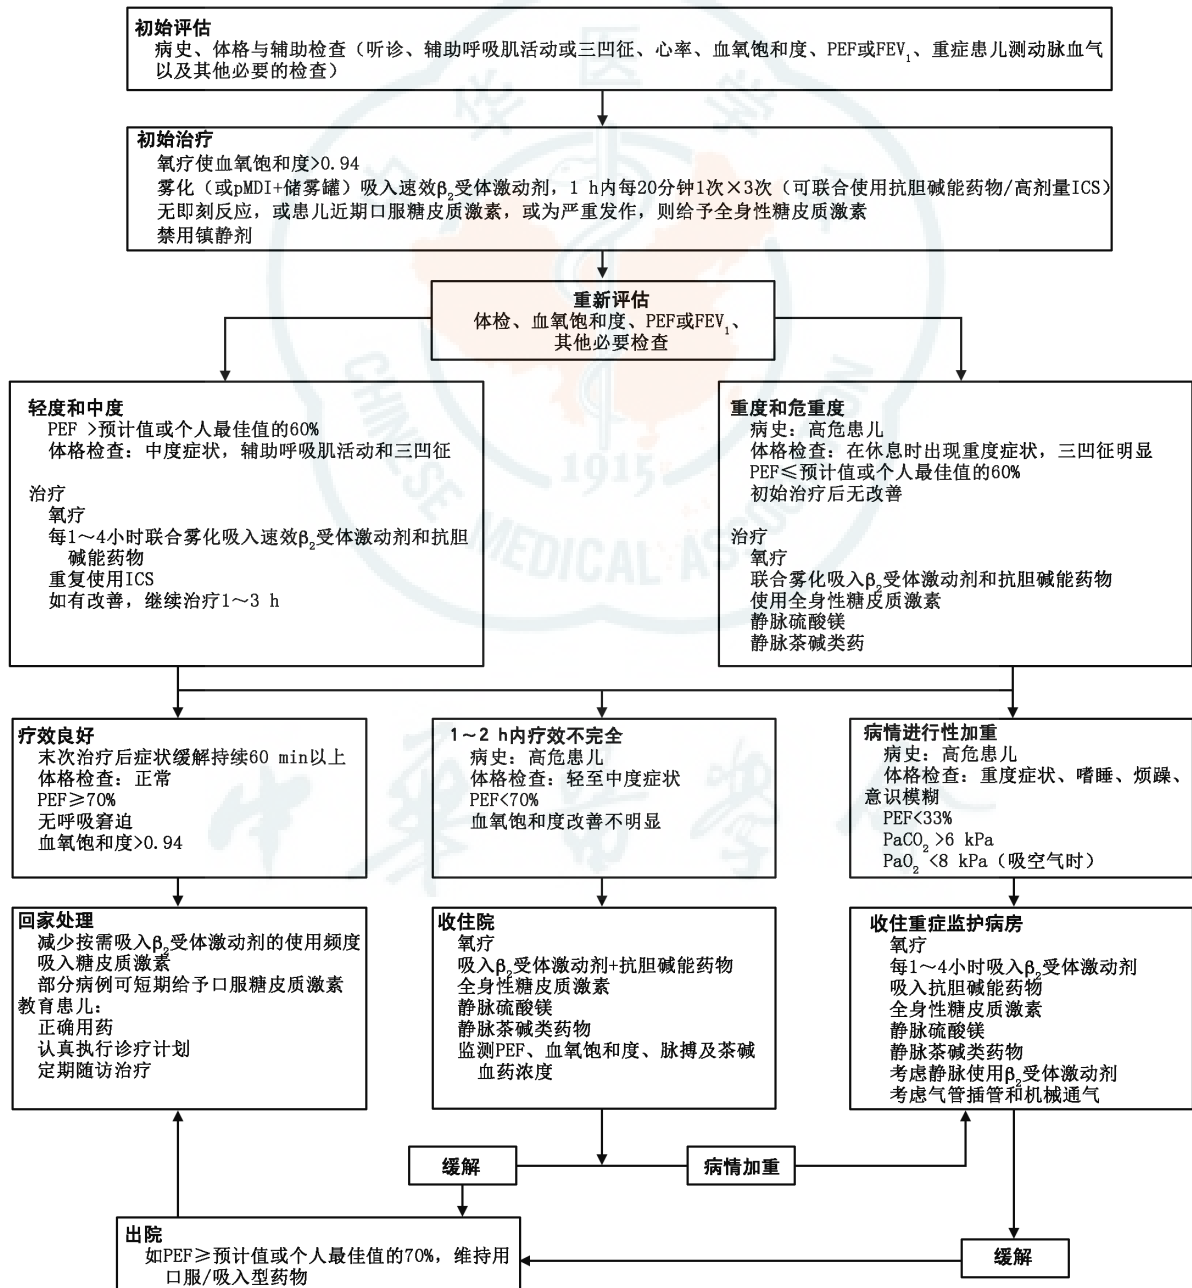 初始评估
病史、体格与辅助检查（听诊、辅助呼吸肌活动或三凹征、心率、血氧饱和度、PEF或FEV₁、重症患儿测动脉血气
以及其他必要的检查）
初始治疗
氧疗使血氧饱和度>0.94
雾化（或pMDI+储雾罐）吸入速效β₂受体激动剂，1 h内每20分钟1次×3次（可联合使用抗胆碱能药物/高剂量ICS）
无即刻反应，或患儿近期口服糖皮质激素，或为严重发作，则给予全身性糖皮质激素
禁用镇静剂
重新评估
体检、血氧饱和度、PEF或FEV₁、
其他必要检查
轻度和中度
PEF >预计值或个人最佳值的60%
体格检查：中度症状，辅助呼吸肌活动和三凹征
治疗
氧疗
每1～4小时联合雾化吸入速效β₂受体激动剂和抗胆
碱能药物
重复使用ICS
如有改善，继续治疗1～3 h
重度和危重度
病史：高危患儿
体格检查：在休息时出现重度症状，三凹征明显
PEF≤预计值或个人最佳值的60%
初始治疗后无改善
治疗
氧疗
联合雾化吸入β₂受体激动剂和抗胆碱能药物
使用全身性糖皮质激素
静脉硫酸镁
静脉茶碱类药
疗效良好
末次治疗后症状缓解持续60 min以上
体格检查：正常
PEF≥70%
无呼吸窘迫
血氧饱和度>0.94
1～2 h内疗效不完全
病史：高危患儿
体格检查：轻至中度症状
PEF<70%
血氧饱和度改善不明显
病情进行性加重
病史：高危患儿
体格检查：重度症状、嗜睡、烦躁、
意识模糊
PEF<33%
PaCO₂ >6 kPa
PaO₂ <8 kPa（吸空气时）
回家处理
减少按需吸入β₂受体激动剂的使用频度
吸入糖皮质激素
部分病例可短期给予口服糖皮质激素
教育患儿：
正确用药
认真执行诊疗计划
定期随访治疗
收住院
氧疗
吸入β₂受体激动剂+抗胆碱能药物
全身性糖皮质激素
静脉硫酸镁
静脉茶碱类药物
监测PEF、血氧饱和度、脉搏及茶碱
血药浓度
收住重症监护病房
氧疗
每1～4小时吸入β₂受体激动剂
吸入抗胆碱能药物
全身性糖皮质激素
静脉硫酸镁
静脉茶碱类药物
考虑静脉使用β₂受体激动剂
考虑气管插管和机械通气
缓解
病情加重
出院
如PEF≥预计值或个人最佳值的70%，维持用
口服/吸入型药物
缓解
中华医学会
CHINESE MEDICAL ASSOCIATION
1915
中华医学会